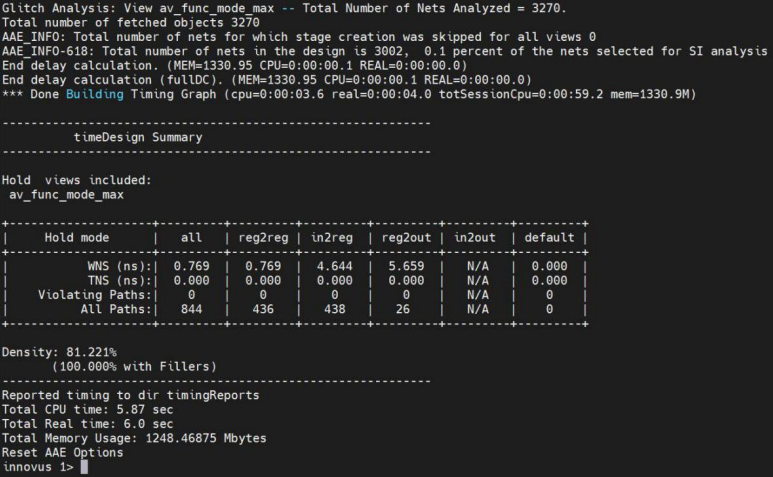 Glitch Analysis: View av_func_mode_max -- Total Number of Nets Analyzed = 3270.
Total number of fetched objects 3270
AAE_INFO: Total number of nets for which stage creation was skipped for all views 0
AAE_INFO-618: Total number of nets in the design is 3002,  0.1 percent of the nets selected for SI analysis
End delay calculation. (MEM=1330.95 CPU=0:00:00.1 REAL=0:00:00.0)
End delay calculation (fullDC). (MEM=1330.95 CPU=0:00:00.1 REAL=0:00:00.0)
*** Done Building Timing Graph (cpu=0:00:03.6 real=0:00:04.0 totSessionCpu=0:00:59.2 mem=1330.9M)
------------------------------------------------------------
          timeDesign Summary
------------------------------------------------------------
Hold  views included:
 av_func_mode_max
+--------------------+---------+---------+---------+---------+---------+---------+
|     Hold mode      |   all   | reg2reg | in2reg  | reg2out | in2out  | default |
+--------------------+---------+---------+---------+---------+---------+---------+
|           WNS (ns):|  0.769  |  0.769  |  4.644  |  5.659  |   N/A   |  0.000  |
|           TNS (ns):|  0.000  |  0.000  |  0.000  |  0.000  |   N/A   |  0.000  |
|    Violating Paths:|    0    |    0    |    0    |    0    |   N/A   |    0    |
|          All Paths:|   844   |   436   |   438   |   26    |   N/A   |    0    |
+--------------------+---------+---------+---------+---------+---------+---------+
Density: 81.221%
       (100.000% with Fillers)
------------------------------------------------------------
Reported timing to dir timingReports
Total CPU time: 5.87 sec
Total Real time: 6.0 sec
Total Memory Usage: 1248.46875 Mbytes
Reset AAE Options
innovus 1>